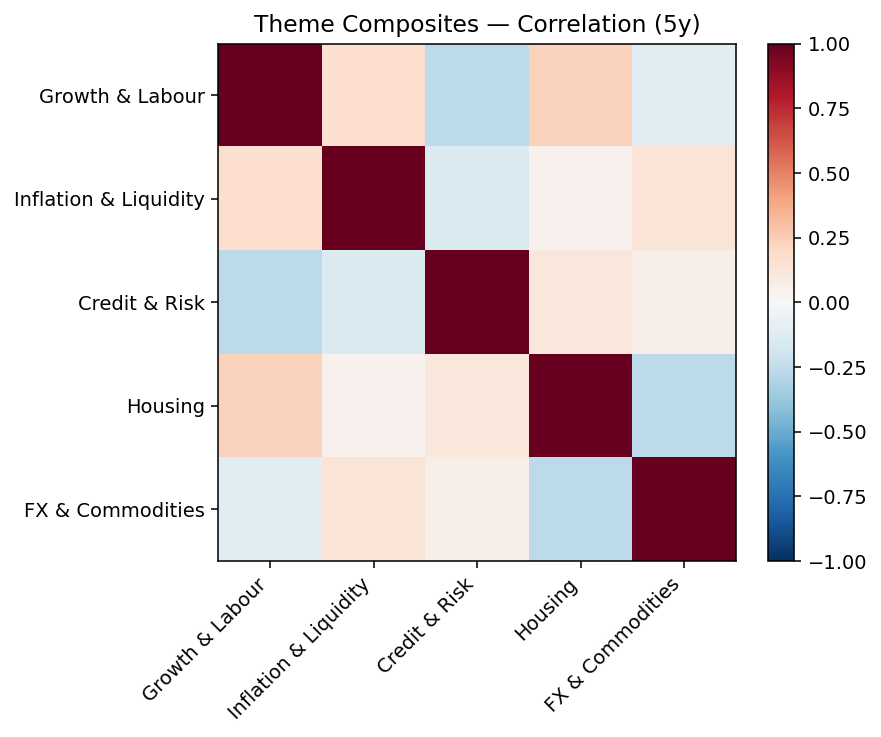 Theme Composites — Correlation (5y)
Growth & Labour
Inflation & Liquidity
Credit & Risk
Housing
FX & Commodities
Growth & Labour
Inflation & Liquidity
Credit & Risk
Housing
FX & Commodities
1.00
0.75
0.50
0.25
0.00
−0.25
−0.50
−0.75
−1.00